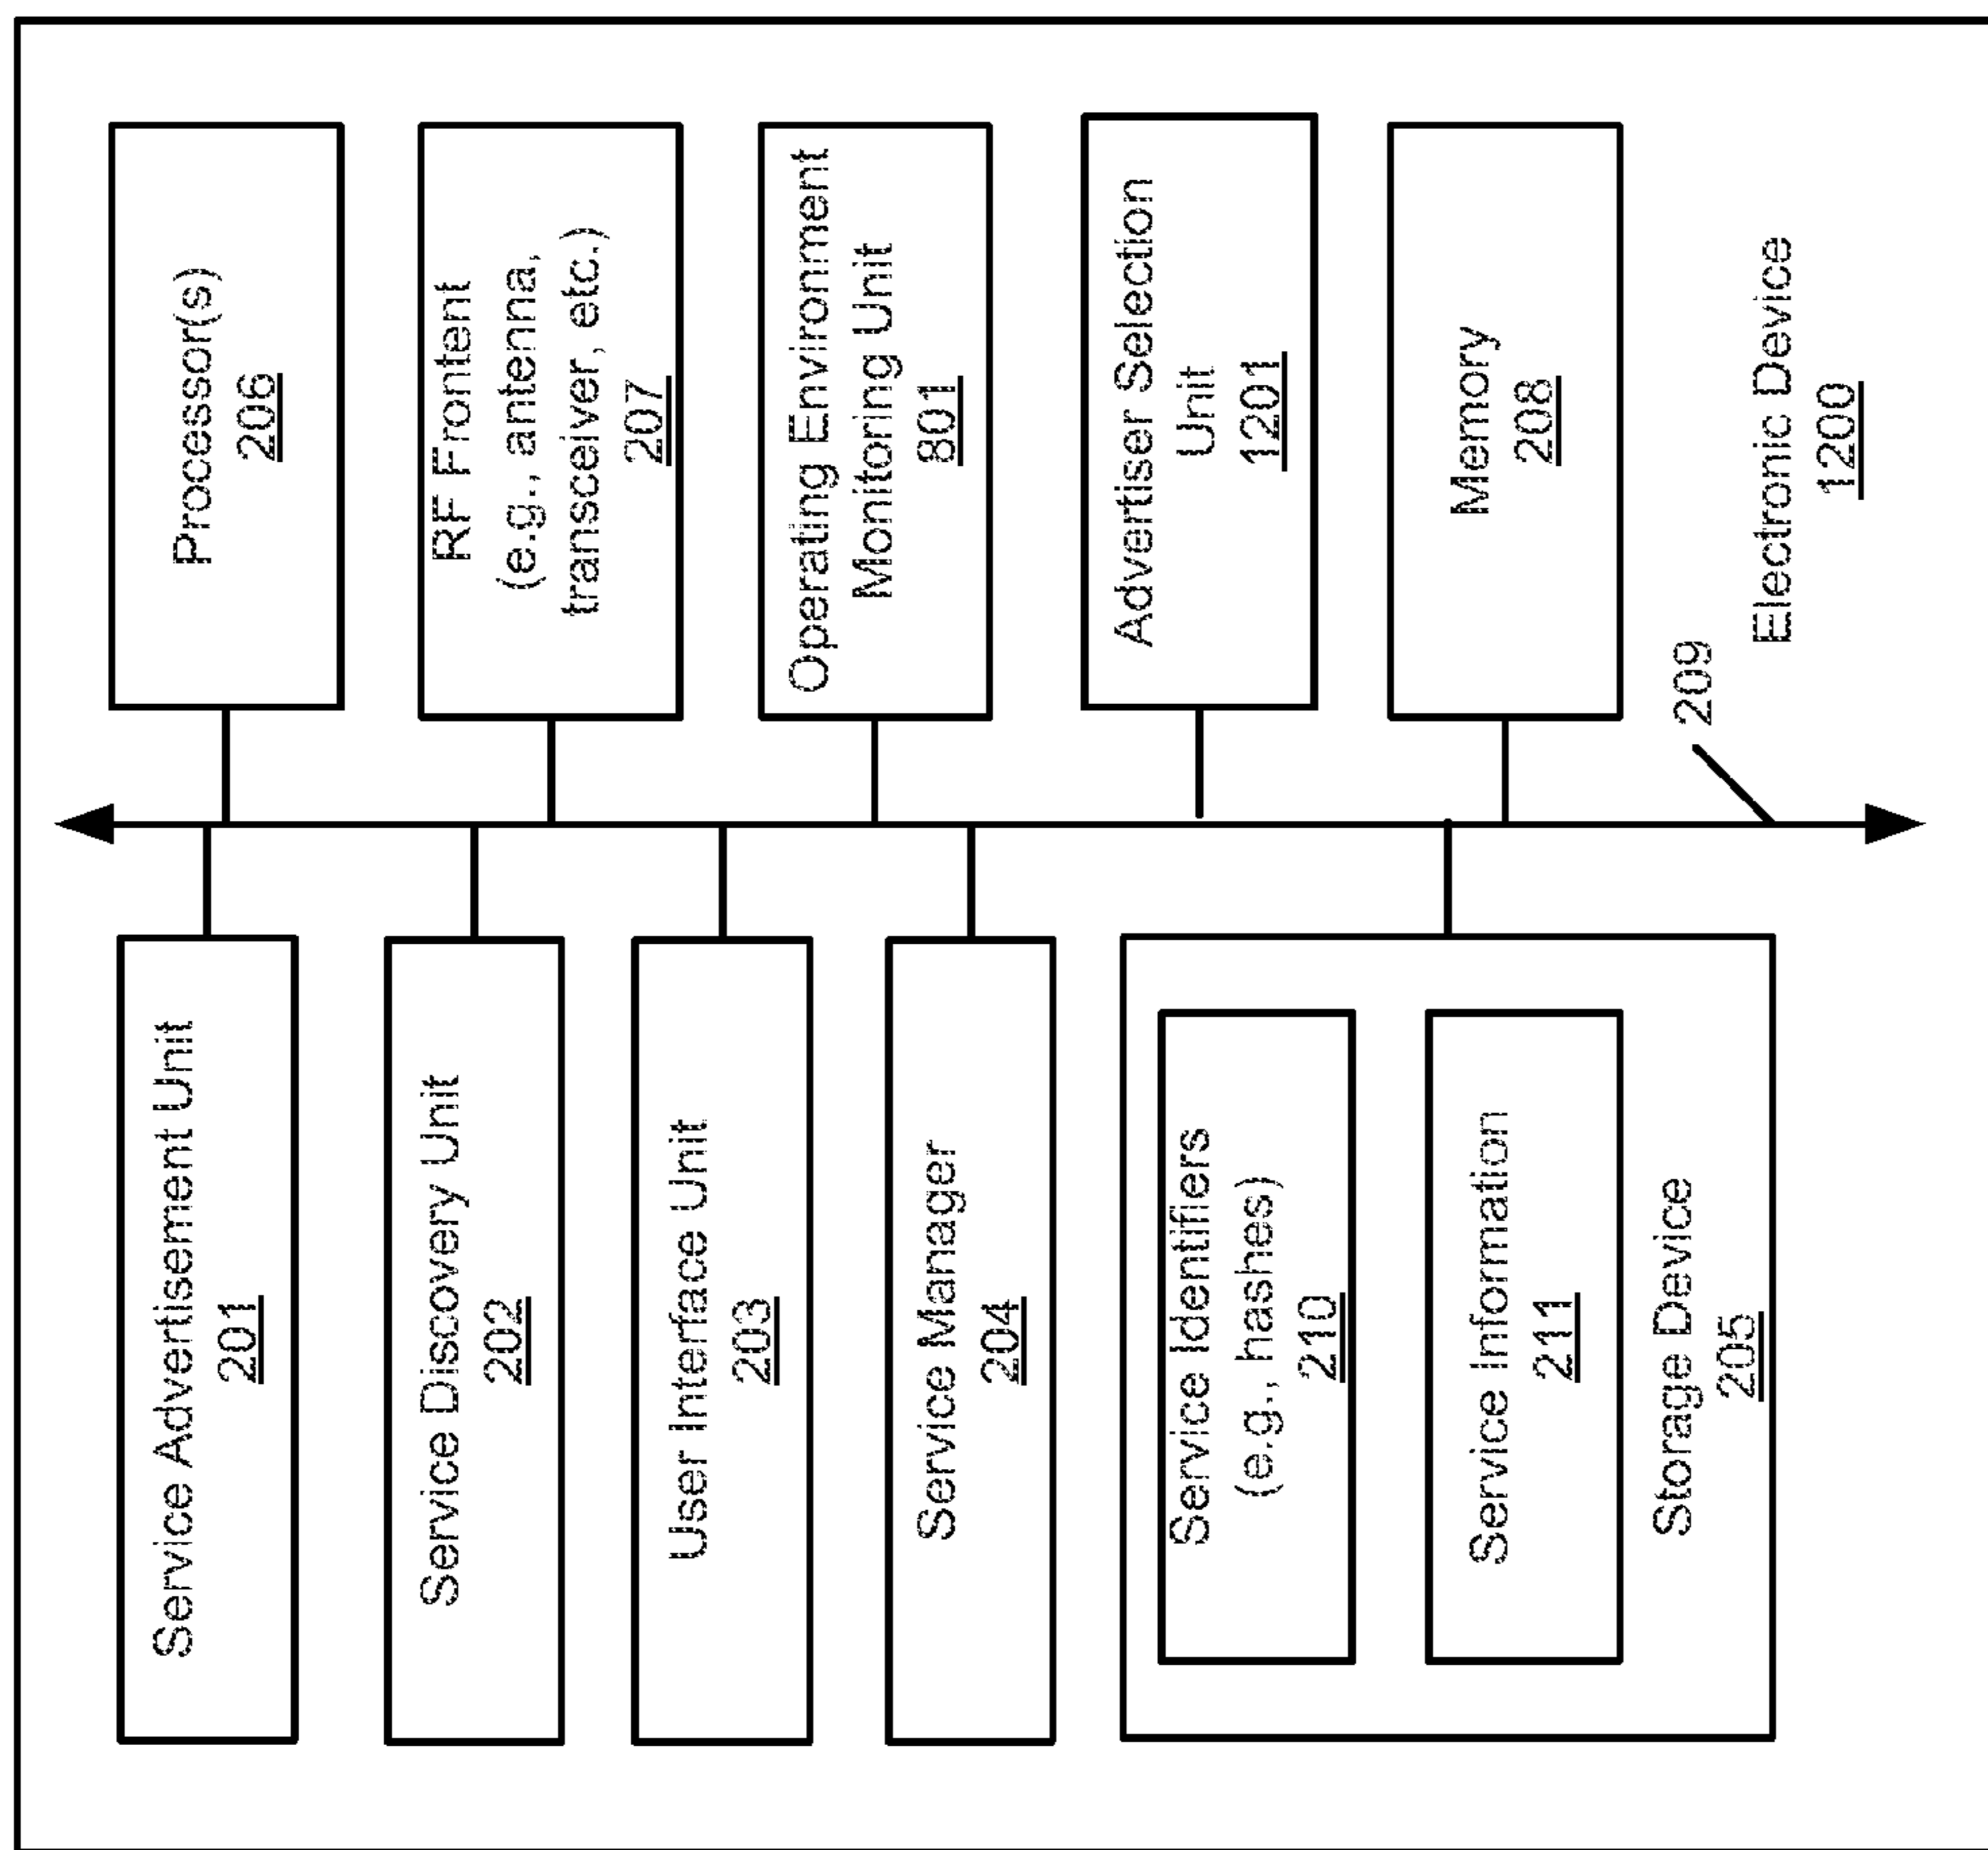 Service Advertisement Unit
201
Service Discovery Unit
202
User Interface Unit
203
Service Manager
204
Service Identifiers
(e.g., hashes)
210
Service Information
211
Storage Device
205
Processor(s)
206
RF Frontent
(e.g., antenna,
transceiver, etc.)
207
Operating Environment
Monitoring Unit
801
Advertiser Selection
Unit
1201
Memory
208
209
Electronic Device
1200